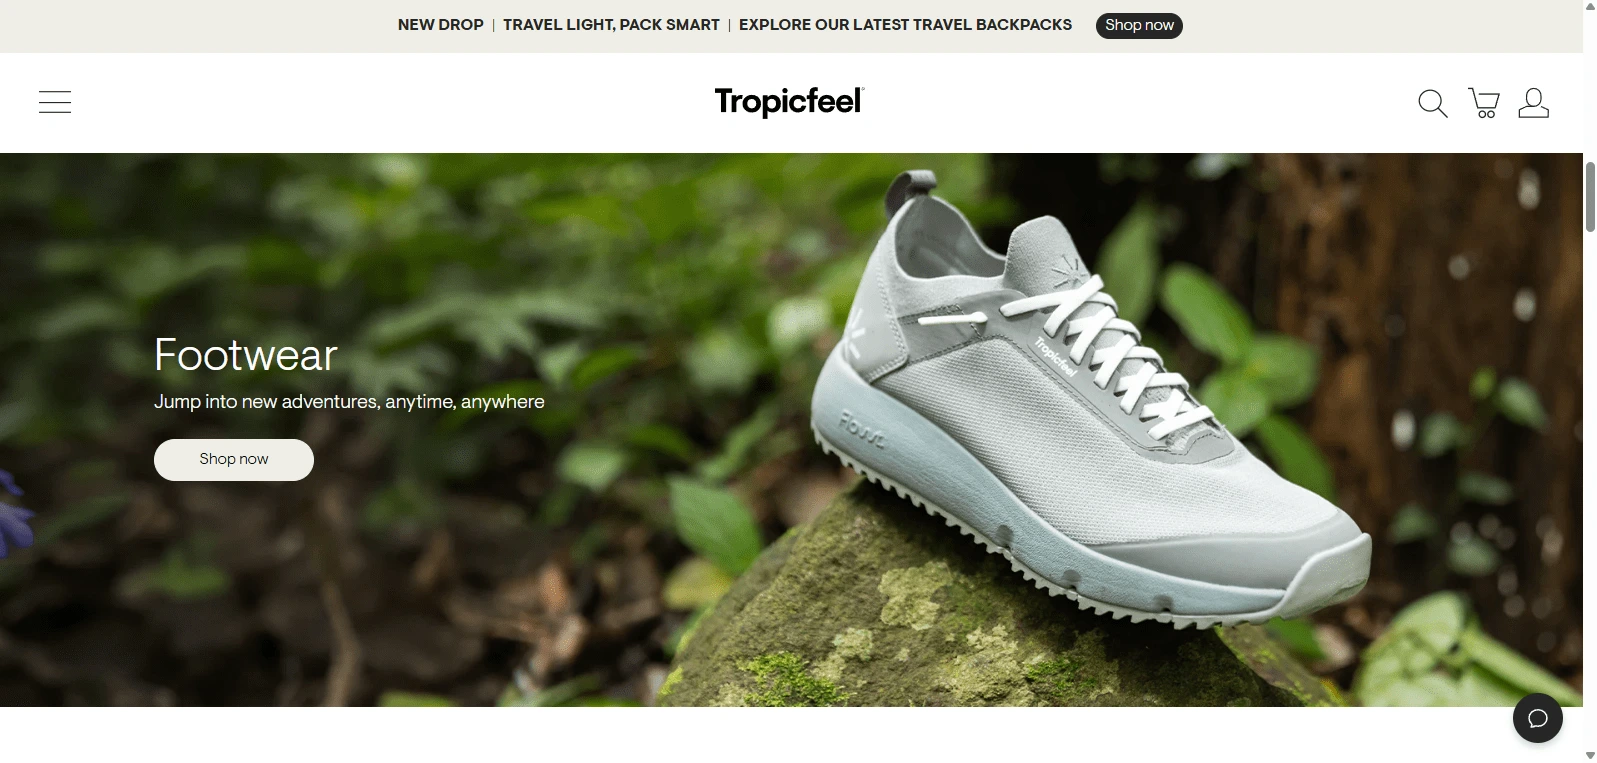 NEW DROP | TRAVEL LIGHT, PACK SMART | EXPLORE OUR LATEST TRAVEL BACKPACKS Shop now
Tropicfeel
Tropicfeel
Footwear
Jump into new adventures, anytime, anywhere
Shop now